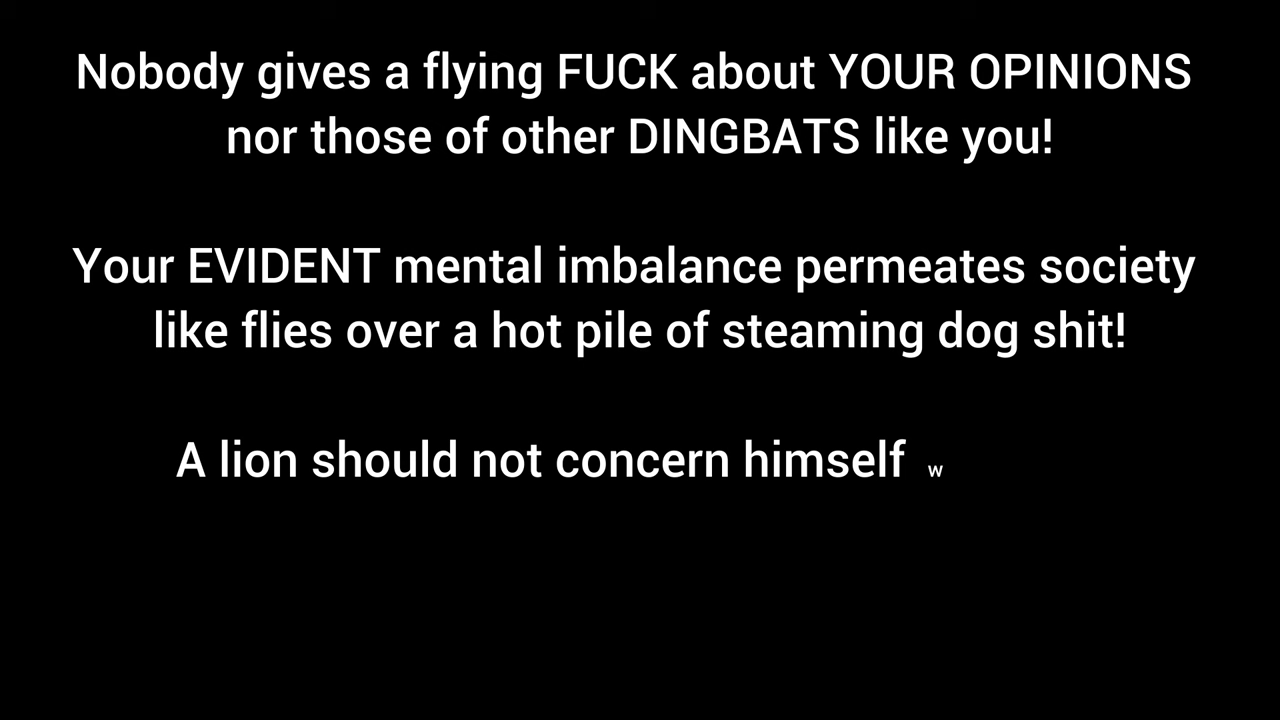 Nobody gives a flying FUCK about YOUR OPINIONS
nor those of other DINGBATS like you!
Your EVIDENT mental imbalance permeates society
like flies over a hot pile of steaming dog shit!
A lion should not concern himself w